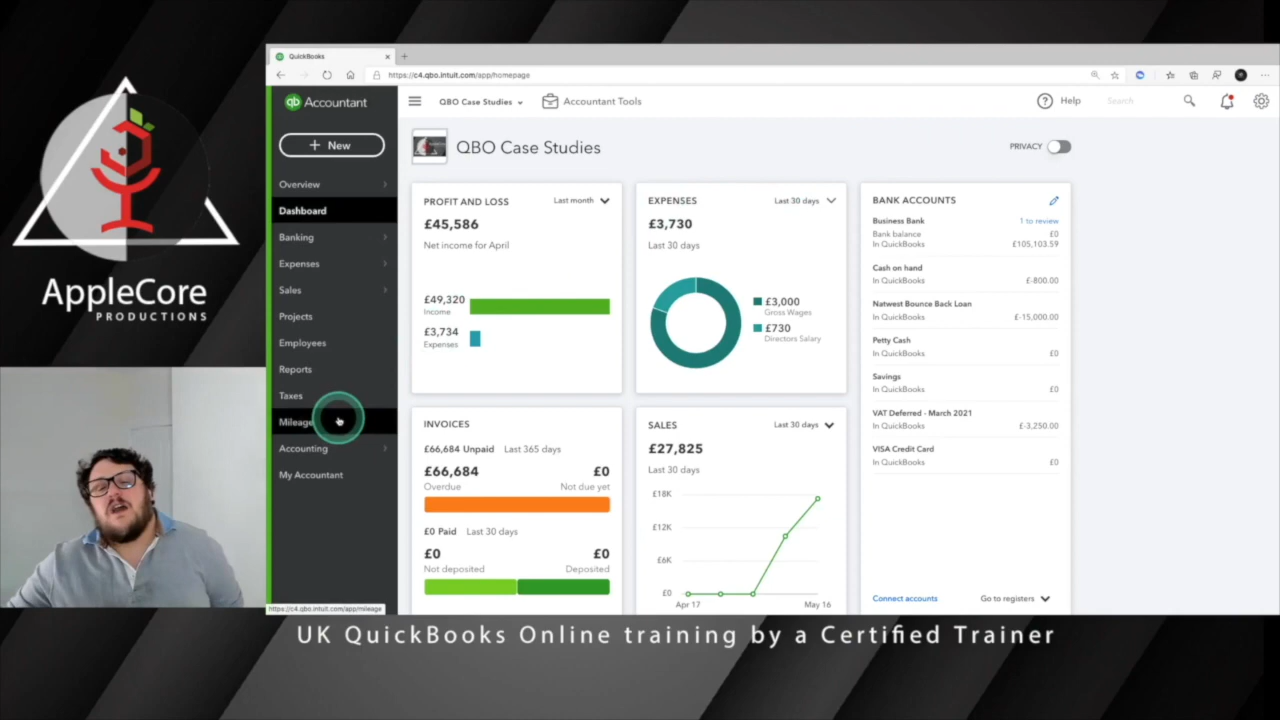 AppleCore
PRODUCTIONS
QuickBooks
https://c4.qbo.intuit.com/app/homepage
qb Accountant
QBO Case Studies
Accountant Tools
Help
Search
+ New
Overview
Dashboard
Banking
Expenses
Sales
Projects
Employees
Reports
Taxes
Mileage
Accounting
My Accountant
https://c4.qbo.intuit.com/app/mileage
QBO Case Studies
PRIVACY
PROFIT AND LOSS
Last month
£45,586
Net income for April
£49,320
Income
£3,734
Expenses
EXPENSES
Last 30 days
£3,730
Last 30 days
£3,000
Gross Wages
£730
Directors Salary
BANK ACCOUNTS
Business Bank
1 to review
Bank balance £0
In QuickBooks £105,103.59
Cash on hand
In QuickBooks £-800.00
Natwest Bounce Back Loan
In QuickBooks £-15,000.00
Petty Cash
In QuickBooks £0
Savings
In QuickBooks £0
VAT Deferred - March 2021
In QuickBooks £-3,250.00
VISA Credit Card
In QuickBooks £0
Connect accounts
Go to registers
INVOICES
£66,684 Unpaid Last 365 days
£66,684 £0
Overdue Not due yet
£0 Paid Last 30 days
£0 £0
Not deposited Deposited
SALES
Last 30 days
£27,825
Last 30 days
£18K
£12K
£6K
£0
Apr 17 May 16
UK QuickBooks Online training by a Certified Trainer